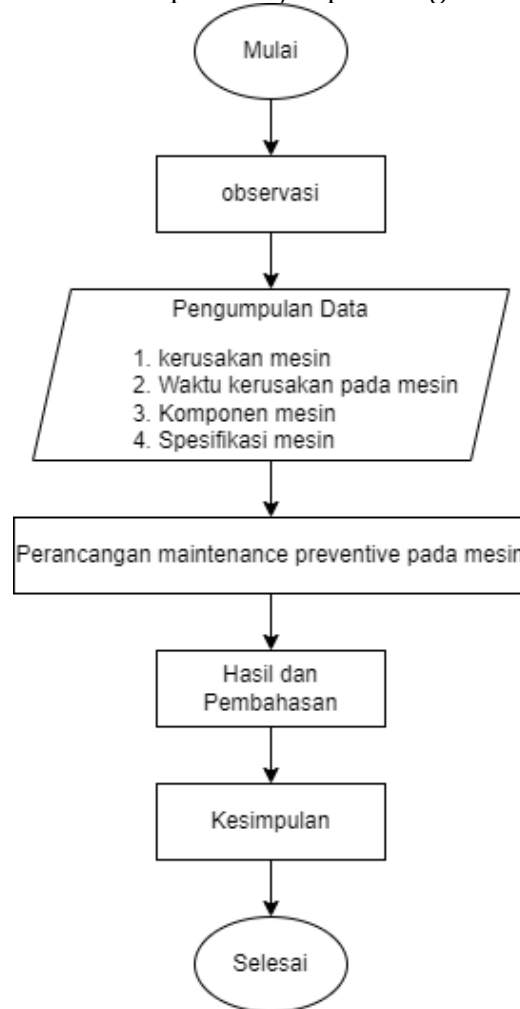 Mulai
observasi
Pengumpulan Data
1. kerusakan mesin
2. Waktu kerusakan pada mesin
3. Komponen mesin
4. Spesifikasi mesin
Perancangan maintenance preventive pada mesin
Hasil dan
Pembahasan
Kesimpulan
Selesai